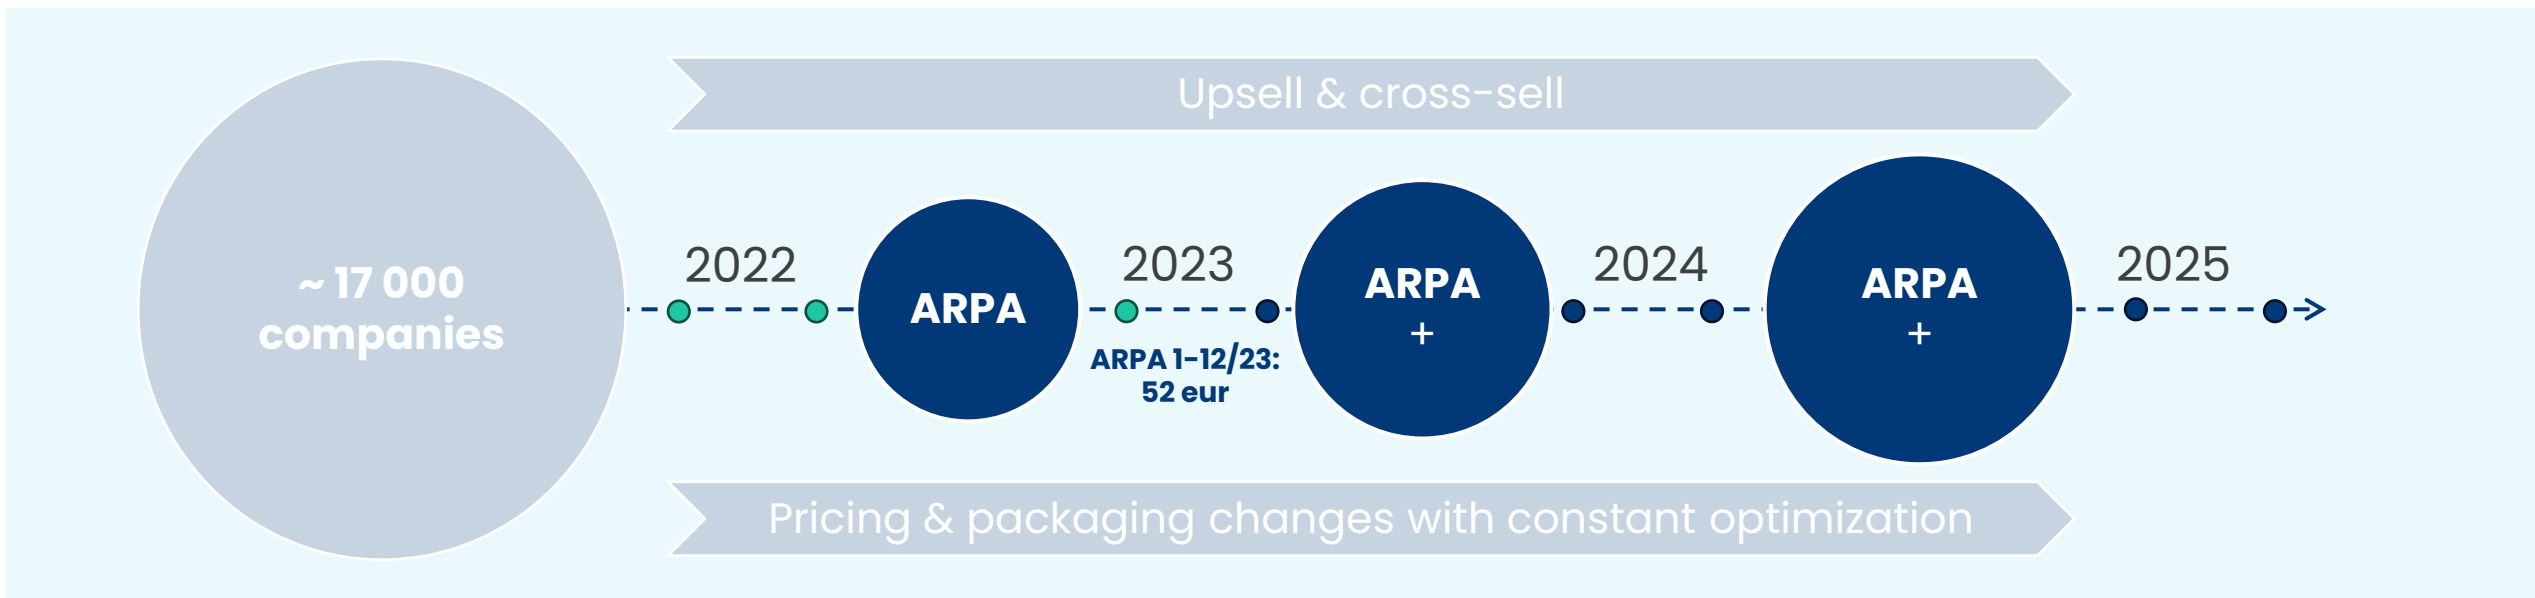 Upsell & cross-sell
~ 17 000
companies
2022
ARPA
2023
ARPA 1-12/23:
52 eur
ARPA
+
2024
ARPA
+
2025
Pricing & packaging changes with constant optimization